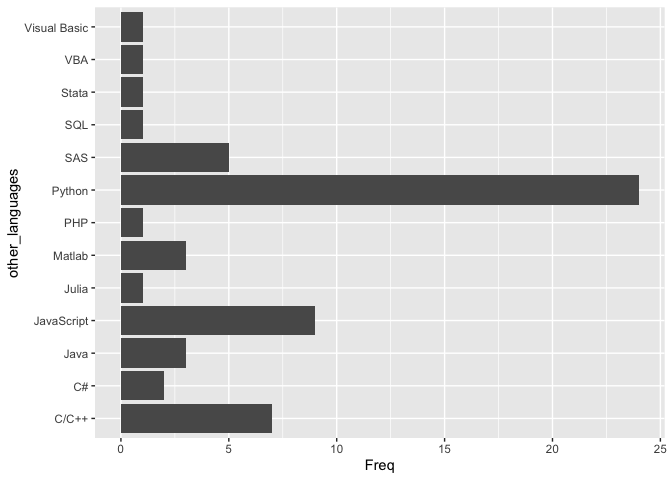 Visual Basic
VBA
Stata
SQL
SAS
Python
PHP
Matlab
Julia
JavaScript
Java
C#
C/C++
other_languages
0 5 10 15 20 25
Freq